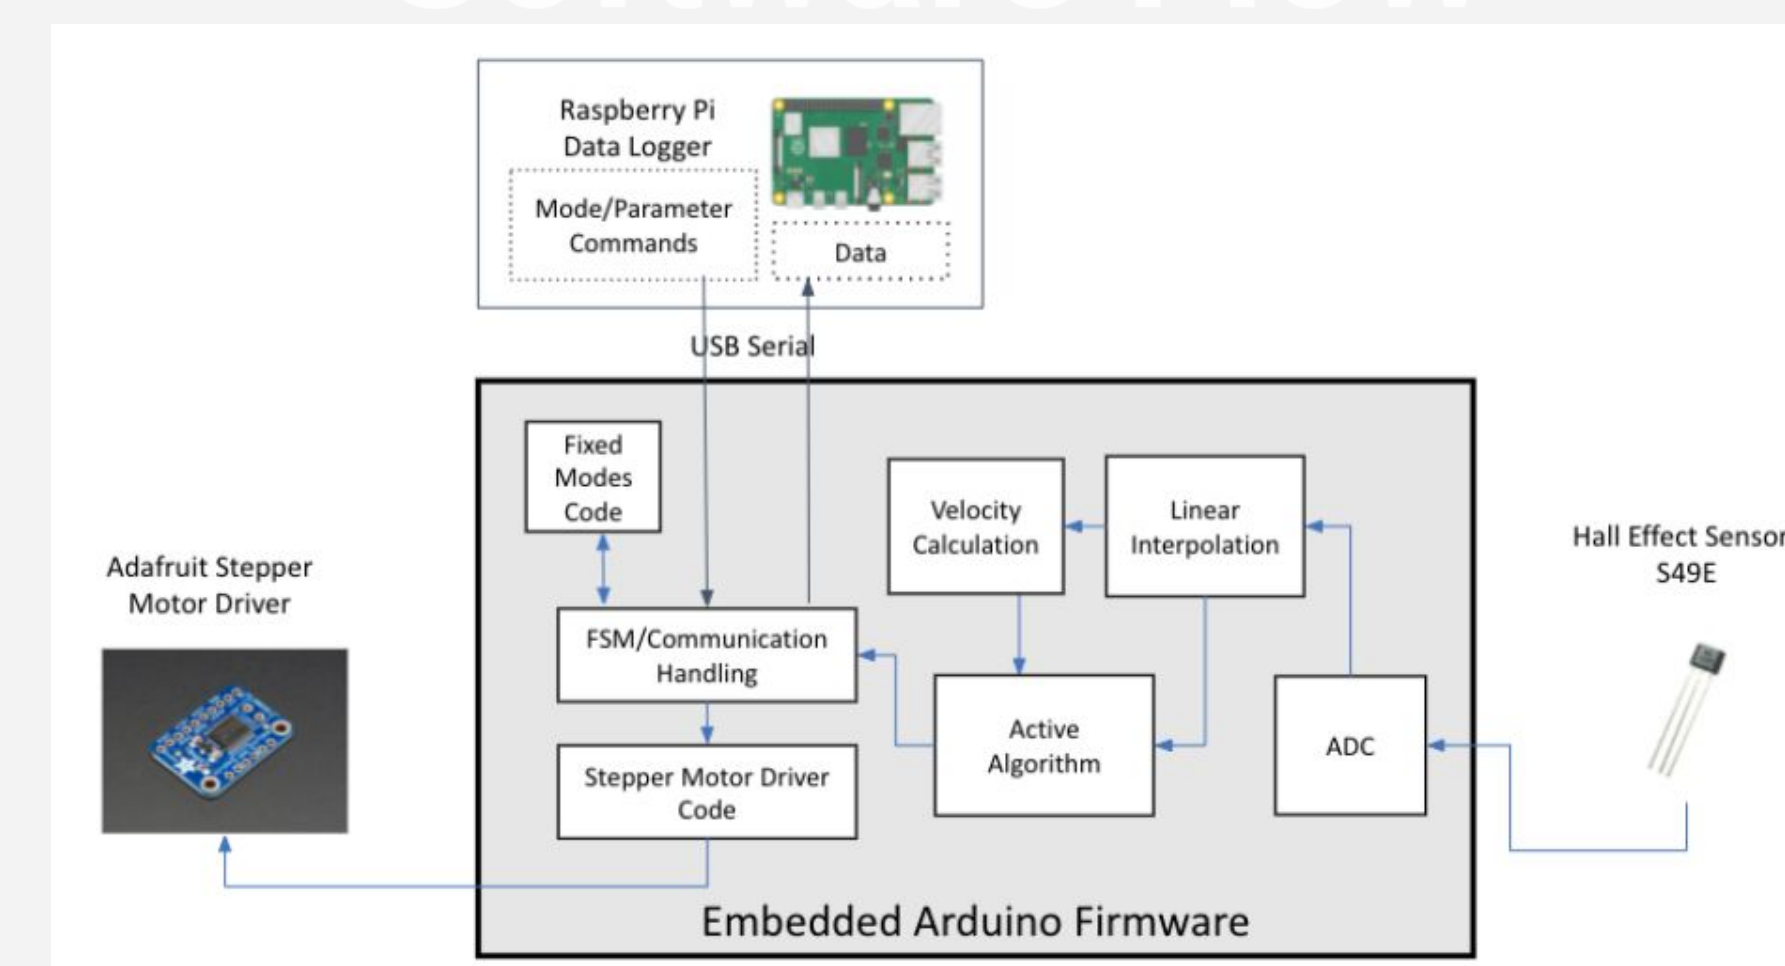 Software Flow
Raspberry Pi
Data Logger
Mode/Parameter
Commands
Data
USB Serial
Fixed
Modes
Code
Velocity
Calculation
Linear
Interpolation
Hall Effect Sensor
S49E
Adafruit Stepper
Motor Driver
FSM/Communication
Handling
Active
Algorithm
ADC
Stepper Motor Driver
Code
Embedded Arduino Firmware